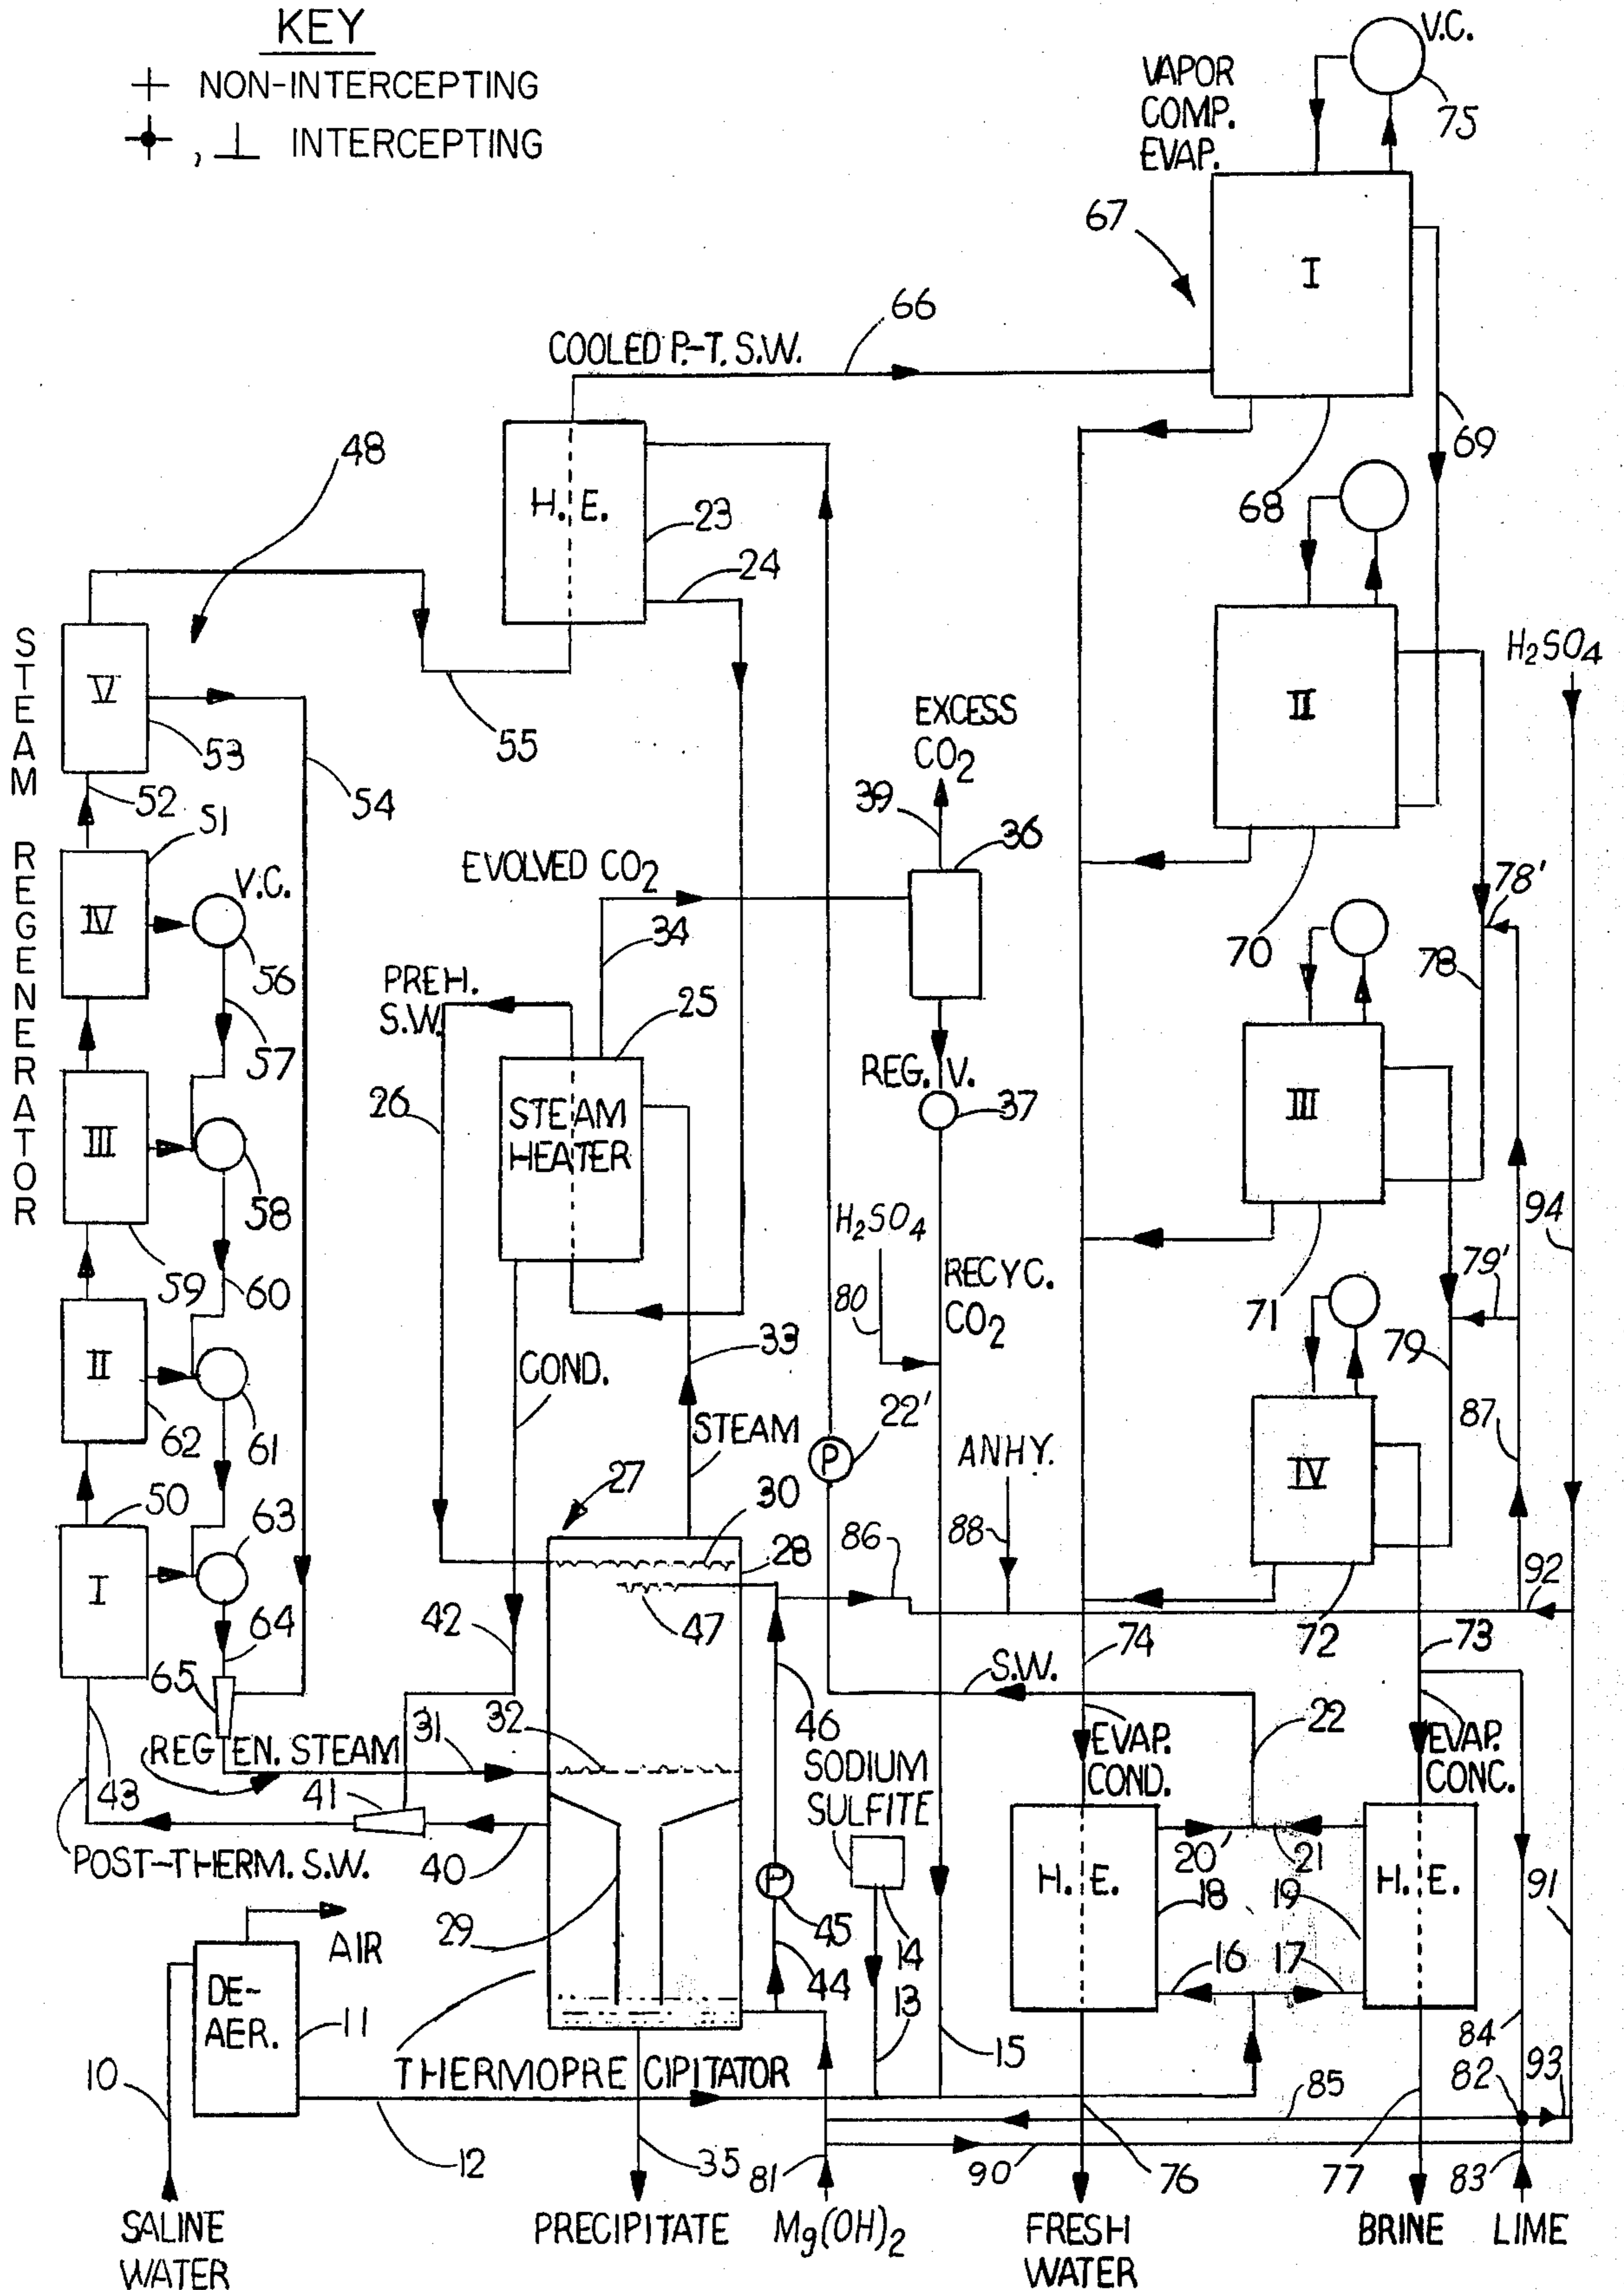 KEY
NON-INTERCEPTING
, INTERCEPTING
V.C.
VAPOR
COMP.
EVAP.
75
67
I
66
COOLED P.-T. S.W.
69
68
48
H. E.
23
24
STEAM REGENERATOR
V
53
55
52
54
51
IV
V.C.
56
57
III
58
59
60
II
62
61
50
63
I
64
65
REGEN. STEAM
31
43
41
POST-THERM. S.W.
40
EXCESS
CO2
39
36
EVOLVED CO2
34
PREH.
S.W.
25
26
STEAM
HEATER
REG. V.
37
H2SO4
80
RECYC.
CO2
33
COND.
22'
STEAM
P
ANHY.
27
30
28
86
88
47
42
46
S.W.
32
SODIUM
SULFITE
P
45
14
44
13
29
15
THERMOPRECIPITATOR
AIR
DE-
AER.
11
10
12
35
81
SALINE
WATER
PRECIPITATE
Mg(OH)2
II
H2SO4
70
78'
78
III
94
71
79'
79
IV
87
92
72
73
74
22
EVAP.
COND.
EVAP.
CONC.
20'
21
H. E.
18
19
H. E.
91
16
17
84
85
82
93
90
76
77
83
FRESH
WATER
BRINE
LIME